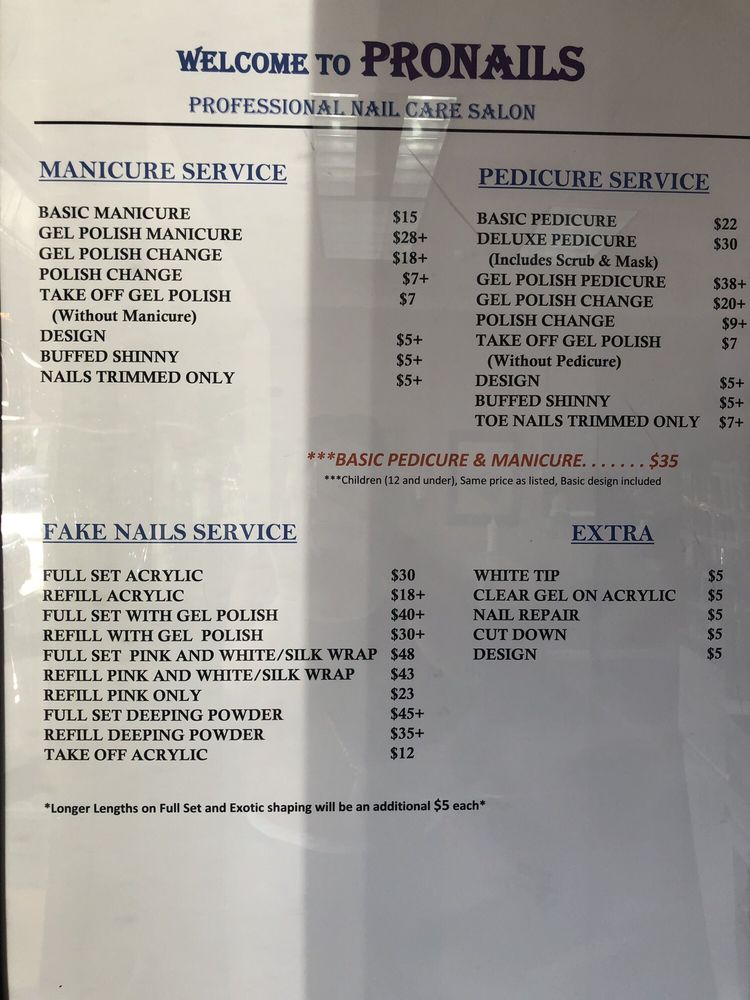 WELCOME TO PRONAILS
PROFESSIONAL NAIL CARE SALON
MANICURE SERVICE
BASIC MANICURE $15
GEL POLISH MANICURE $28+
GEL POLISH CHANGE $18+
POLISH CHANGE $7+
TAKE OFF GEL POLISH $7
(Without Manicure)
DESIGN $5+
BUFFED SHINNY $5+
NAILS TRIMMED ONLY $5+
PEDICURE SERVICE
BASIC PEDICURE $22
DELUXE PEDICURE $30
(Includes Scrub & Mask)
GEL POLISH PEDICURE $38+
GEL POLISH CHANGE $20+
POLISH CHANGE $9+
TAKE OFF GEL POLISH $7
(Without Pedicure)
DESIGN $5+
BUFFED SHINNY $5+
TOE NAILS TRIMMED ONLY $7+
***BASIC PEDICURE & MANICURE. . . . . . . $35
***Children (12 and under), Same price as listed, Basic design included
FAKE NAILS SERVICE
FULL SET ACRYLIC $30
REFILL ACRYLIC $18+
FULL SET WITH GEL POLISH $40+
REFILL WITH GEL POLISH $30+
FULL SET PINK AND WHITE/SILK WRAP $48
REFILL PINK AND WHITE/SILK WRAP $43
REFILL PINK ONLY $23
FULL SET DEEPING POWDER $45+
REFILL DEEPING POWDER $35+
TAKE OFF ACRYLIC $12
EXTRA
WHITE TIP $5
CLEAR GEL ON ACRYLIC $5
NAIL REPAIR $5
CUT DOWN $5
DESIGN $5
*Longer Lengths on Full Set and Exotic shaping will be an additional $5 each*